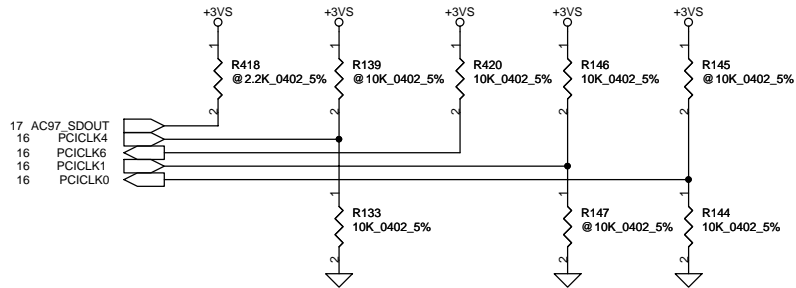 +3VS +3VS +3VS +3VS +3VS
1 1 1 1 1
R418 R139 R420 R146 R145
@2.2K_0402_5% @10K_0402_5% 10K_0402_5% 10K_0402_5% @10K_0402_5%
2 2 2 2 2
17 AC97_SDOUT
16 PCICLK4
16 PCICLK6
16 PCICLK1
16 PCICLK0
1 1 1
R133 R147 R144
10K_0402_5% @10K_0402_5% 10K_0402_5%
2 2 2